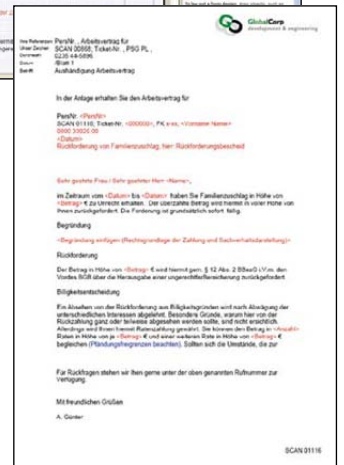 GlobalCorp
development & engineering
Ihre Referenzen PersNr. , Arbeitsvertrag für
Unser Zeichen SCAN 00868, Ticket-Nr. , PSG PL ,
0235 44-5896
Datum /Blatt 1
Betreff Aushändigung Arbeitsvertrag
In der Anlage erhalten Sie den Arbeitsvertrag für
PersNr. <PersNr>
SCAN 01116, Ticket-Nr. <000000>, PK xxx, <Vorname Name>
<Datum>
Rückforderung von Familienzuschlag, hier: Rückforderungsbescheid
Sehr geehrte Frau / Sehr geehrter Herr <Name>,
im Zeitraum vom <Datum> bis <Datum> haben Sie Familienzuschlag in Höhe von
<Betrag> € zu Unrecht erhalten. Der überzahlte Betrag wird hiermit in voller Höhe von
Ihnen zurückgefordert. Die Forderung ist grundsätzlich sofort fällig.
Begründung
<Begründung einfügen (Rechtsgrundlage der Zahlung und Sachverhaltsdarstellung)>
Rückforderung
Der Betrag in Höhe von <Betrag> € wird hiermit gem. § 12 Abs. 2 BBesG i.V.m. den
BGB über die Herausgabe einer ungerechtfertigten zurückgefordert.
Billigkeitsentscheidung
Ein Absehen von der Rückforderung aus Billigkeitsgründen wird nach Abwägung der
unterschiedlichen Interessen abgelehnt. Besondere Gründe, warum hier von der
Rückzahlung ganz oder teilweise abgesehen werden sollte, sind nicht ersichtlich.
Allerdings wird Ihnen hiermit Ratenzahlung gewährt. Sie können den Betrag in <Anzahl>
Raten in Höhe von je <Betrag> € und einer weiteren Rate in Höhe von <Betrag> €
begleichen (Pfändungsfreigrenzen beachten). Sollten sich die Umstände, die zur
Für Rückfragen stehen wir Ihen gerne unter der oben genannten Rufnummer zur
Verfügung.
Mit freundlichen Grüßen
A. Günter
SCAN 01116